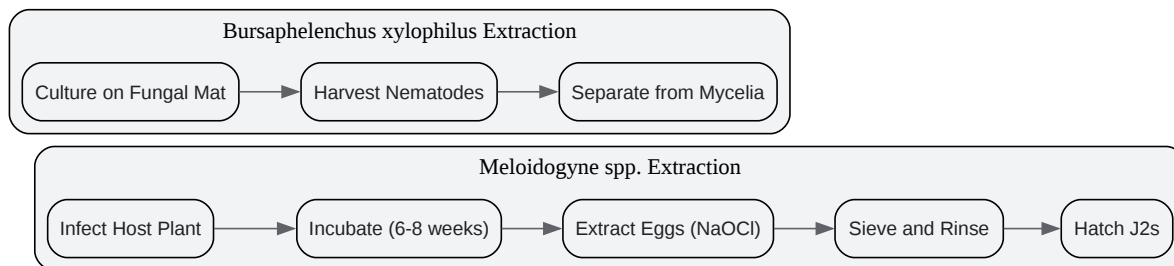 Bursaphelenchus xylophilus Extraction
Culture on Fungal Mat
Harvest Nematodes
Separate from Mycelia
Meloidogyne spp. Extraction
Infect Host Plant
Incubate (6-8 weeks)
Extract Eggs (NaOCl)
Sieve and Rinse
Hatch J2s